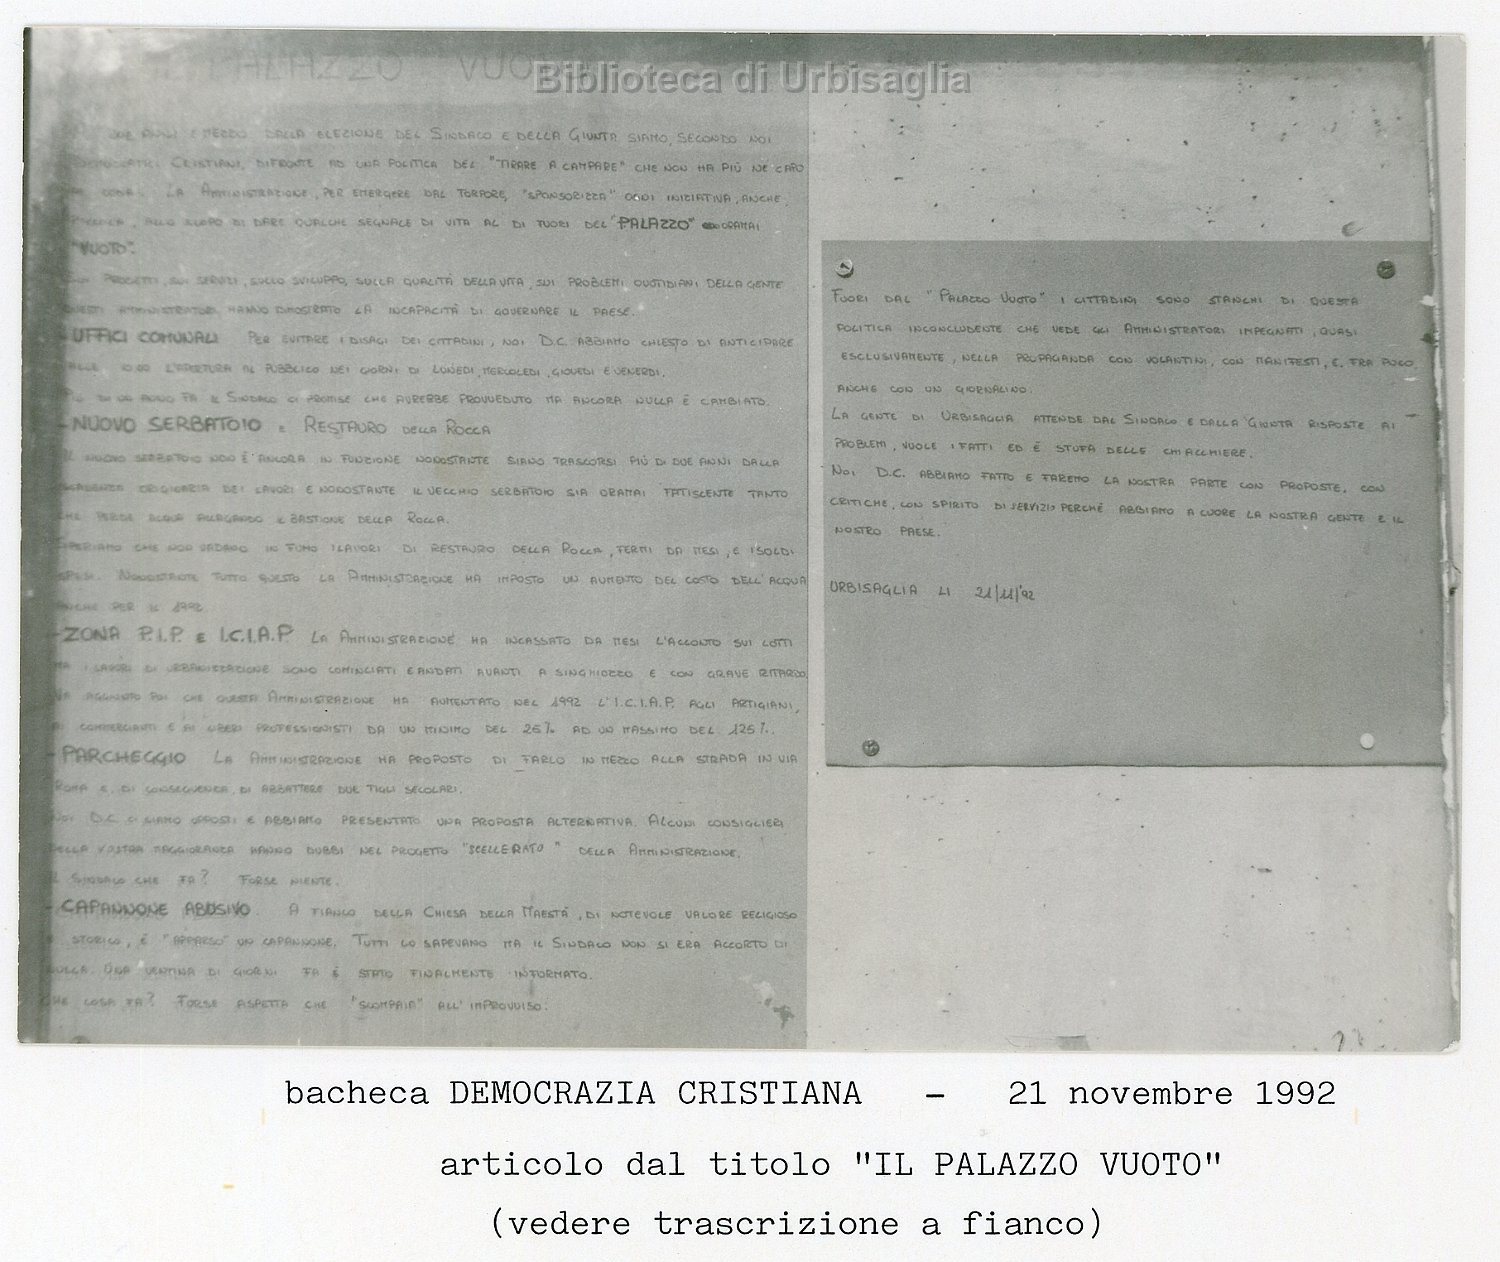 IL PALAZZO VUO
Biblioteca di Urbisaglia
DUE ANNI E MEZZO DALLA ELEZIONE DEL SINDACO E DELLA GIUNTA SIAMO, SECONDO NOI
DEMOCRATICI CRISTIANI, DIFRONTE AD UNA POLITICA DEL "TIRARE A CAMPARE" CHE NON HA PIÙ NE CAPO
CODA. LA AMMINISTRAZIONE, PER EMERGERE DAL TORPORE, "SPONSORIZZA" OGNI INIZIATIVA, ANCHE
, ALLO SCOPO DI DARE QUALCHE SEGNALE DI VITA AL DI FUORI DEL "PALAZZO" ORAMAI
"VUOTO".
PROGETTI, SUI SERVIZI, SULLO SVILUPPO, SULLA QUALITÀ DELLA VITA, SUI PROBLEMI QUOTIDIANI DELLA GENTE
QUESTI AMMINISTRATORI HANNO DIMOSTRATO LA INCAPACITÀ DI GOVERNARE IL PAESE.
- UFFICI COMUNALI PER EVITARE I DISAGI DEI CITTADINI, NOI D.C. ABBIAMO CHIESTO DI ANTICIPARE
ALLE 10.00 L'APERTURA AL PUBBLICO NEI GIORNI DI LUNEDI, MERCOLEDI, GIOVEDI E VENERDI.
PIÙ DI UN ANNO FA IL SINDACO CI PROMISE CHE AVREBBE PROVVEDUTO MA ANCORA NULLA È CAMBIATO.
- NUOVO SERBATOIO E RESTAURO DELLA ROCCA
IL NUOVO SERBATOIO NON È ANCORA IN FUNZIONE NONOSTANTE SIANO TRASCORSI PIÙ DI DUE ANNI DALLA
SCADENZA ORIGINARIA DEI LAVORI E NONOSTANTE IL VECCHIO SERBATOIO SIA ORAMAI FATISCENTE TANTO
CHE PERDE ACQUA ALLAGANDO IL BASTIONE DELLA ROCCA.
SPERIAMO CHE NON VADANO IN FUMO I LAVORI DI RESTAURO DELLA ROCCA, FERMI DA MESI, E I SOLDI
SPESI. NONOSTANTE TUTTO QUESTO LA AMMINISTRAZIONE HA IMPOSTO UN AUMENTO DEL COSTO DELL'ACQUA
ANCHE PER IL 1992.
- ZONA P.I.P. E I.C.I.A.P LA AMMINISTRAZIONE HA INCASSATO DA MESI L'ACCONTO SUI LOTTI
MA I LAVORI DI URBANIZZAZIONE SONO COMINCIATI E ANDATI AVANTI A SINGHIOZZO E CON GRAVE RITARDO.
VA AGGIUNTO POI CHE QUESTA AMMINISTRAZIONE HA AUMENTATO NEL 1992 L'I.C.I.A.P. AGLI ARTIGIANI,
AI COMMERCIANTI E AI LIBERI PROFESSIONISTI DA UN MINIMO DEL 25% AD UN MASSIMO DEL 125%.
- PARCHEGGIO LA AMMINISTRAZIONE HA PROPOSTO DI FARLO IN MEZZO ALLA STRADA IN VIA
ROMA E, DI CONSEGUENZA, DI ABBATTERE DUE TIGLI SECOLARI.
NOI D.C. CI SIAMO OPPOSTI E ABBIAMO PRESENTATO UNA PROPOSTA ALTERNATIVA. ALCUNI CONSIGLIERI
DELLA VOSTRA MAGGIORANZA HANNO DUBBI NEL PROGETTO "SCELLERATO" DELLA AMMINISTRAZIONE.
IL SINDACO CHE FA? FORSE NIENTE.
- CAPANNONE ABUSIVO. A FIANCO DELLA CHIESA DELLA MAESTÀ, DI NOTEVOLE VALORE RELIGIOSO
E STORICO, È "APPARSO" UN CAPANNONE. TUTTI LO SAPEVANO MA IL SINDACO NON SI ERA ACCORTO DI
NULLA. UNA VENTINA DI GIORNI FA È STATO FINALMENTE INFORMATO.
CHE COSA FA? FORSE ASPETTA CHE "SCOMPAIA" ALL'IMPROVVISO.
FUORI DAL "PALAZZO VUOTO" I CITTADINI SONO STANCHI DI QUESTA
POLITICA INCONCLUDENTE CHE VEDE GLI AMMINISTRATORI IMPEGNATI, QUASI
ESCLUSIVAMENTE, NELLA PROPAGANDA CON VOLANTINI, CON MANIFESTI, E, FRA POCO,
ANCHE CON UN GIORNALINO.
LA GENTE DI URBISAGLIA ATTENDE DAL SINDACO E DALLA GIUNTA RISPOSTE AI
PROBLEMI, VUOLE I FATTI ED È STUFA DELLE CHIACCHIERE.
NOI D.C. ABBIAMO FATTO E FAREMO LA NOSTRA PARTE CON PROPOSTE, CON
CRITICHE, CON SPIRITO DI SERVIZIO PERCHÈ ABBIAMO A CUORE LA NOSTRA GENTE E IL
NOSTRO PAESE.
URBISAGLIA LI 21/11/'92
bacheca DEMOCRAZIA CRISTIANA - 21 novembre 1992
articolo dal titolo "IL PALAZZO VUOTO"
(vedere trascrizione a fianco)